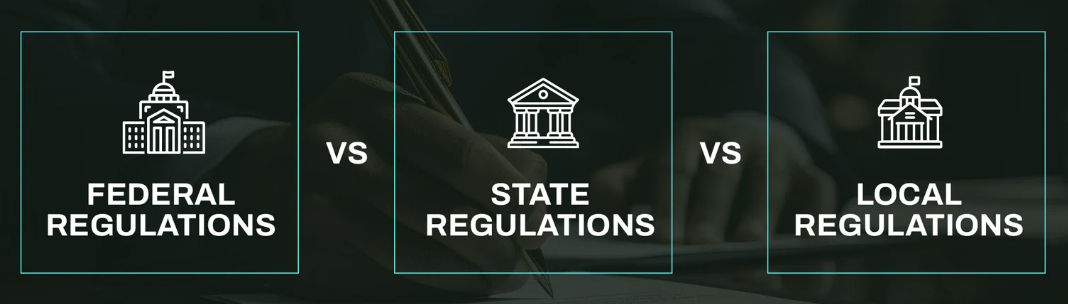 FEDERAL
REGULATIONS
VS
STATE
REGULATIONS
VS
LOCAL
REGULATIONS